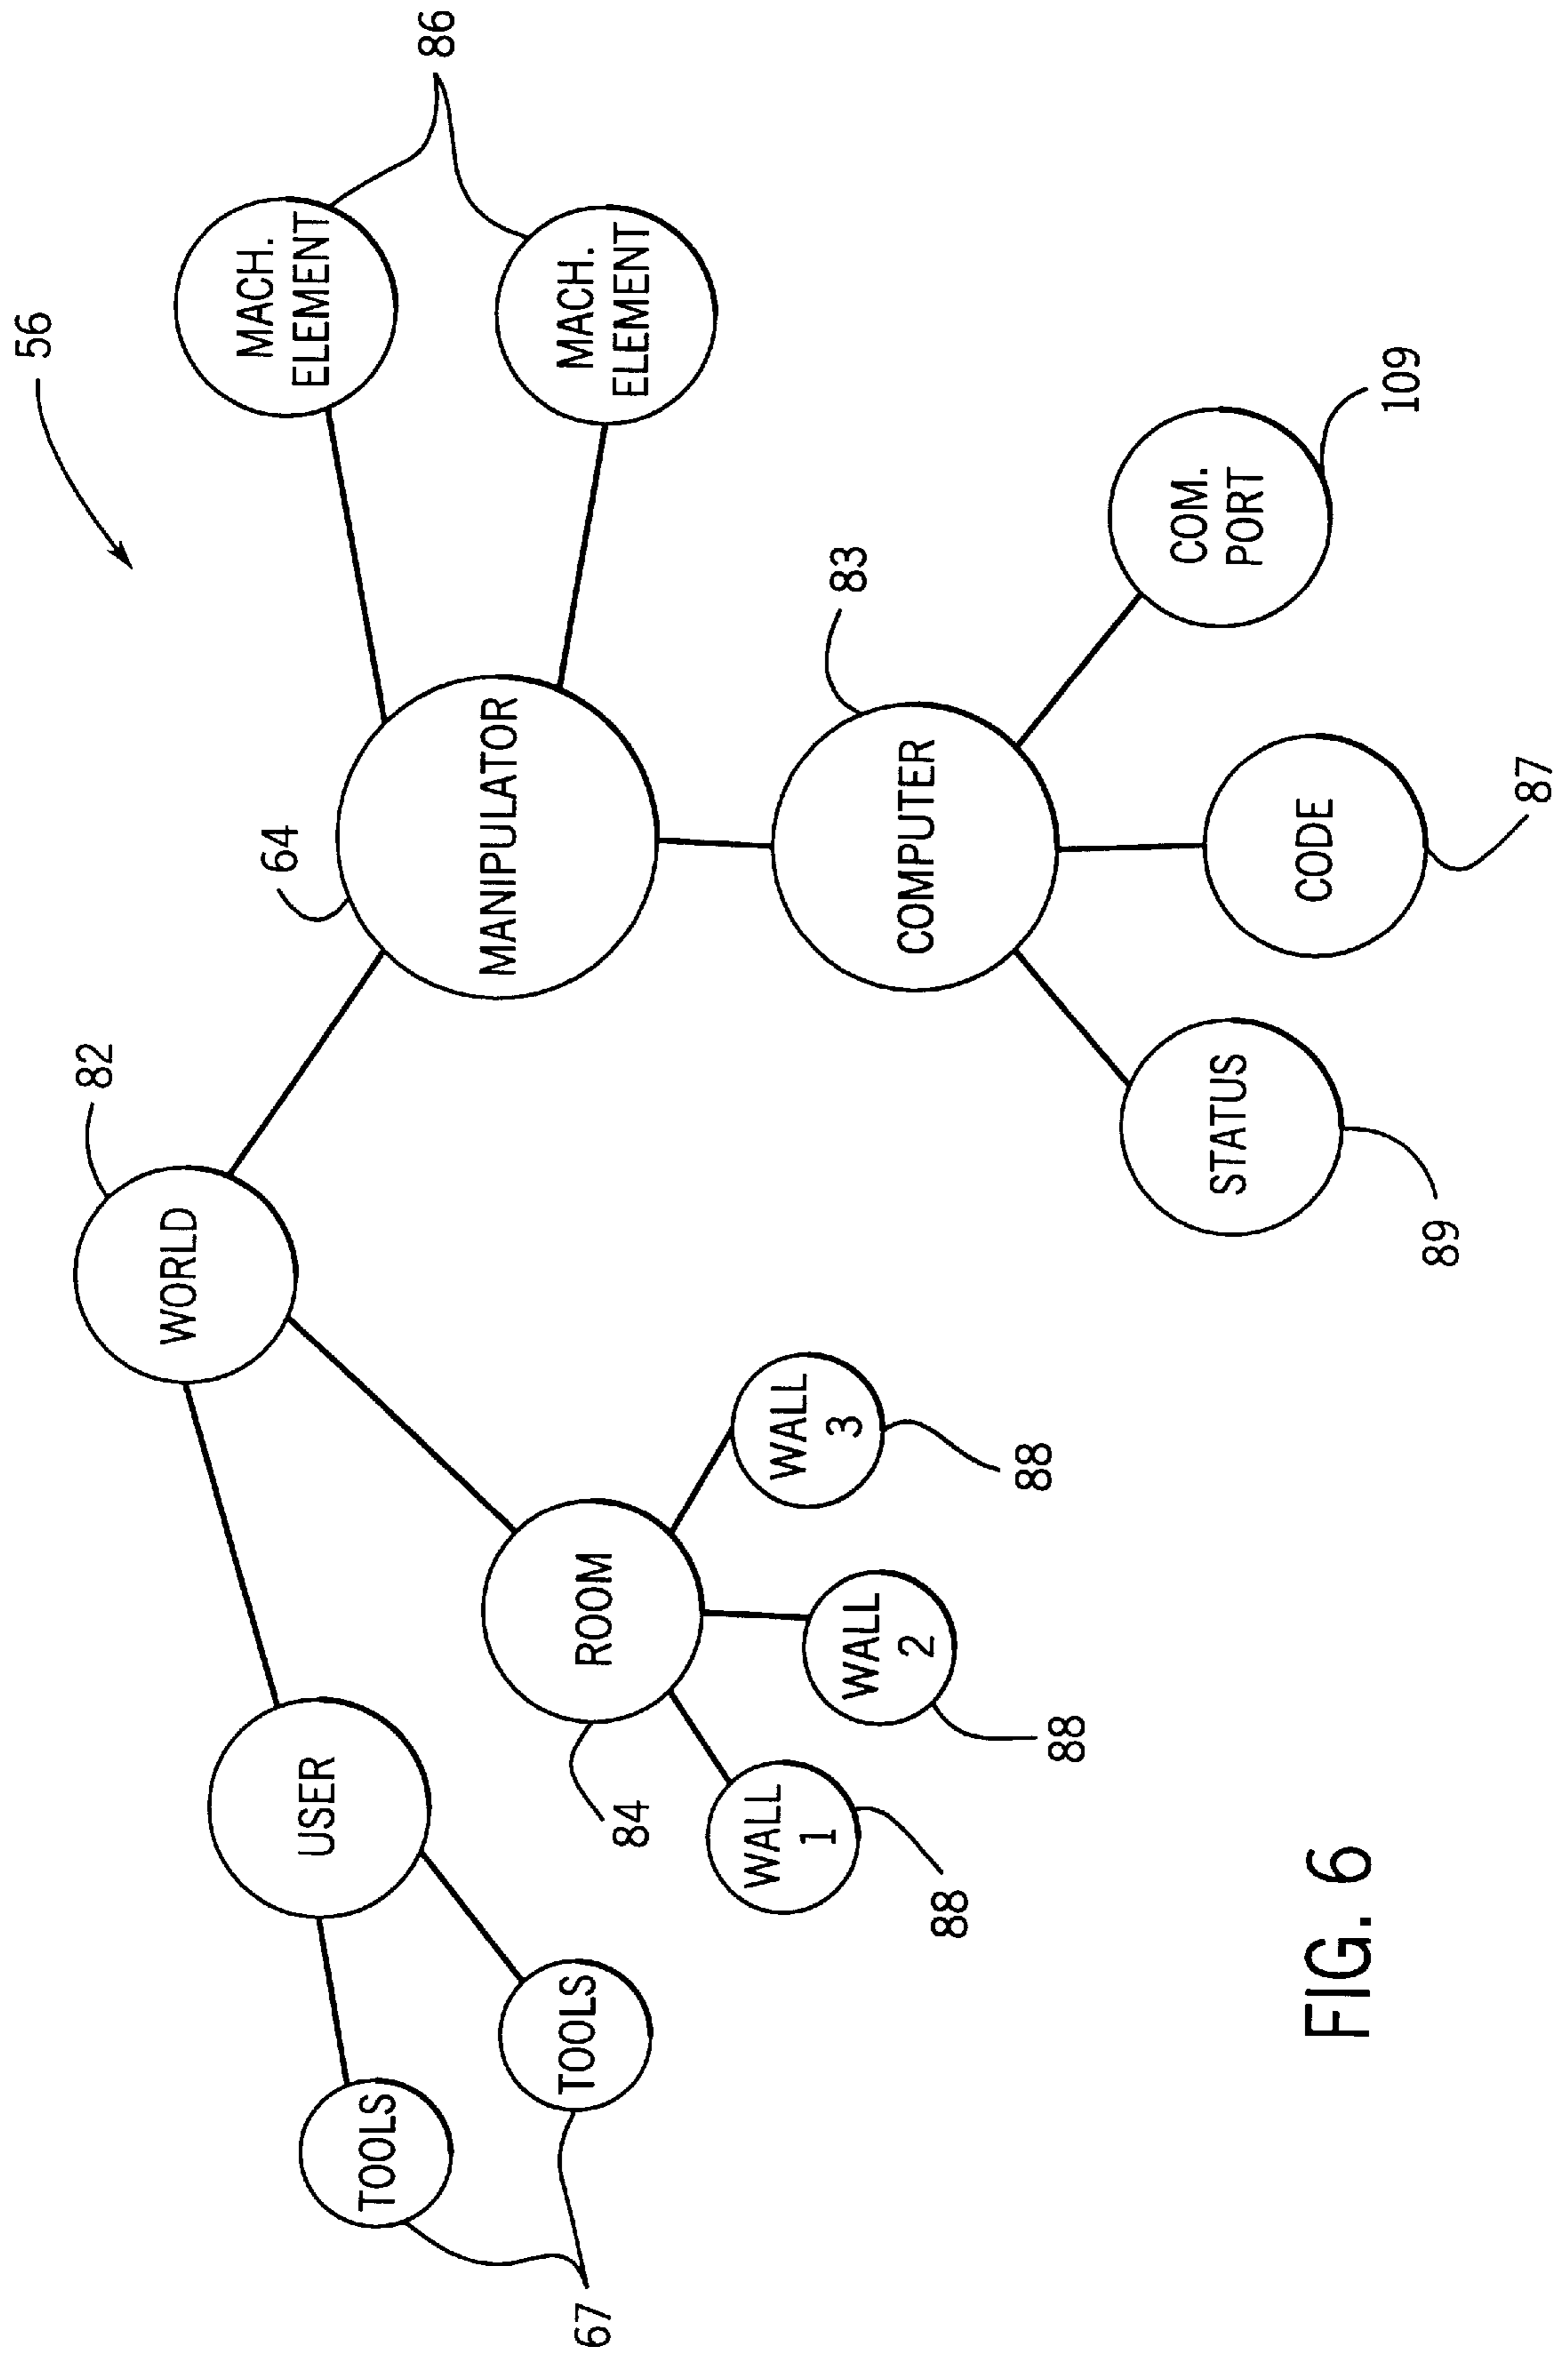 56
86
MACH.
ELEMENT
MACH.
ELEMENT
82
WORLD
64
MANIPULATOR
USER
TOOLS
TOOLS
67
ROOM
84
WALL
1
88
WALL
2
88
WALL
3
88
83
COMPUTER
STATUS
89
CODE
87
COM.
PORT
109
FIG. 6